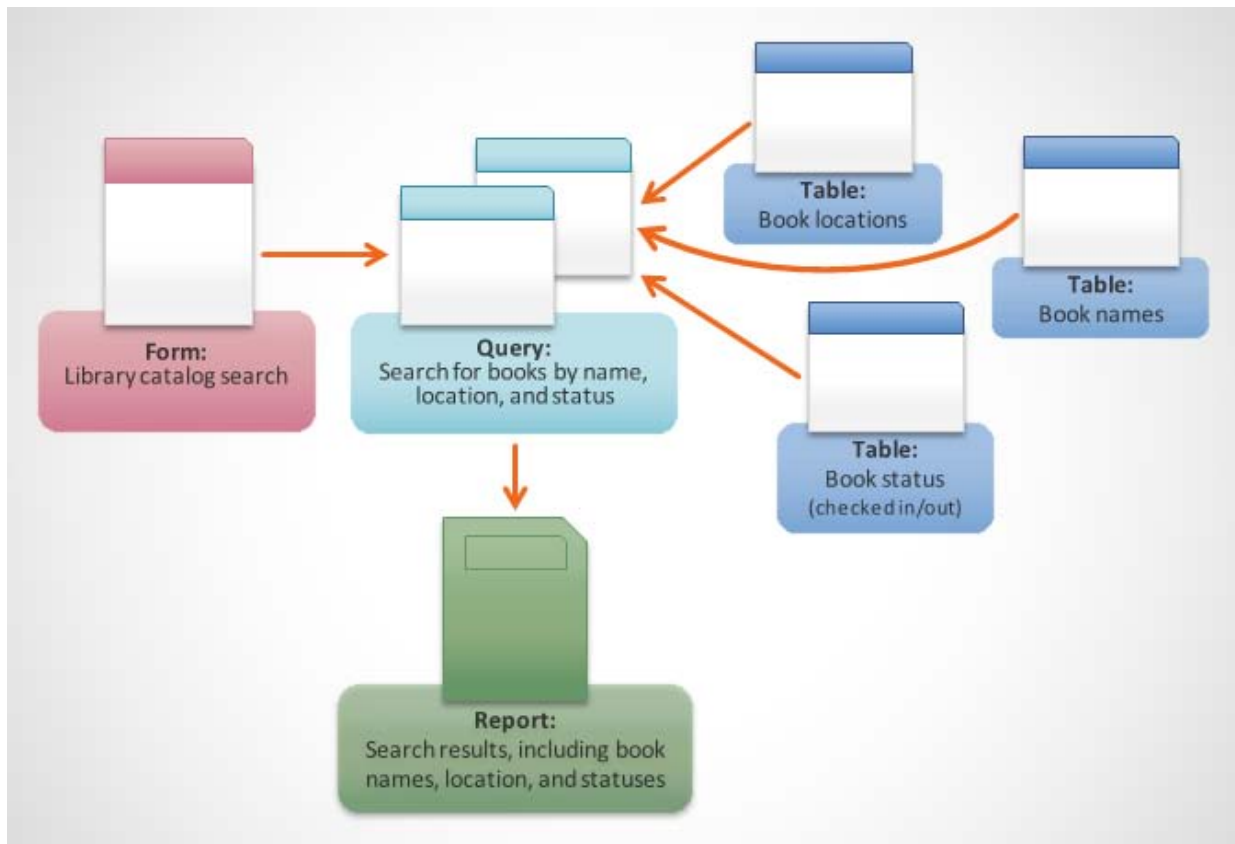 Form:
Library catalog search
Query:
Search for books by name,
location, and status
Table:
Book locations
Table:
Book names
Table:
Book status
(checked in/out)
Report:
Search results, including book
names, location, and statuses